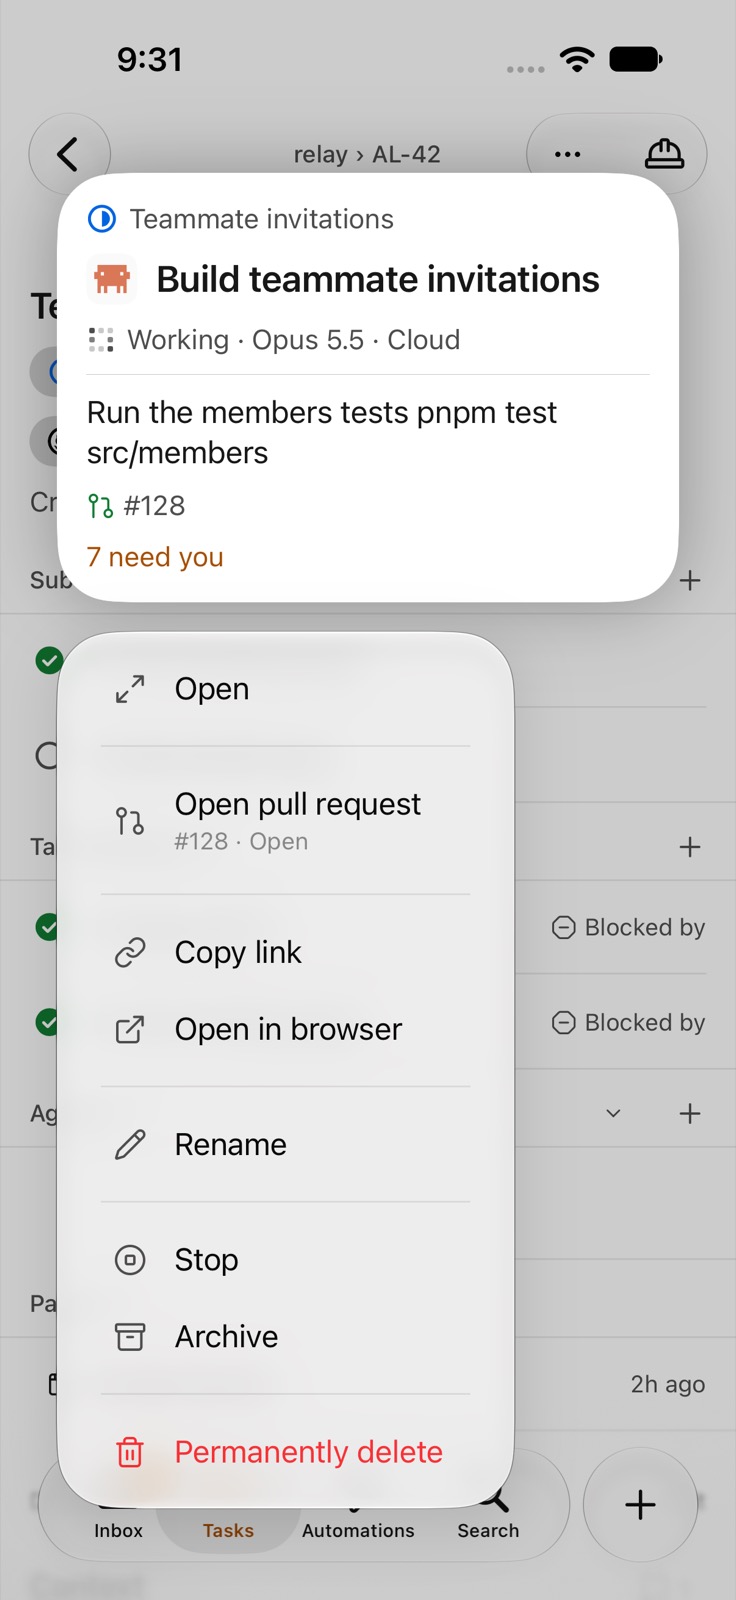 9:31
relay › AL-42
Teammate invitations
Build teammate invitations
Working · Opus 5.5 · Cloud
Run the members tests pnpm test
src/members
#128
7 need you
Sub
Open
Open pull request
#128 · Open
Copy link
Blocked by
Open in browser
Blocked by
Rename
Stop
Archive
2h ago
Permanently delete
Inbox
Tasks
Automations
Search